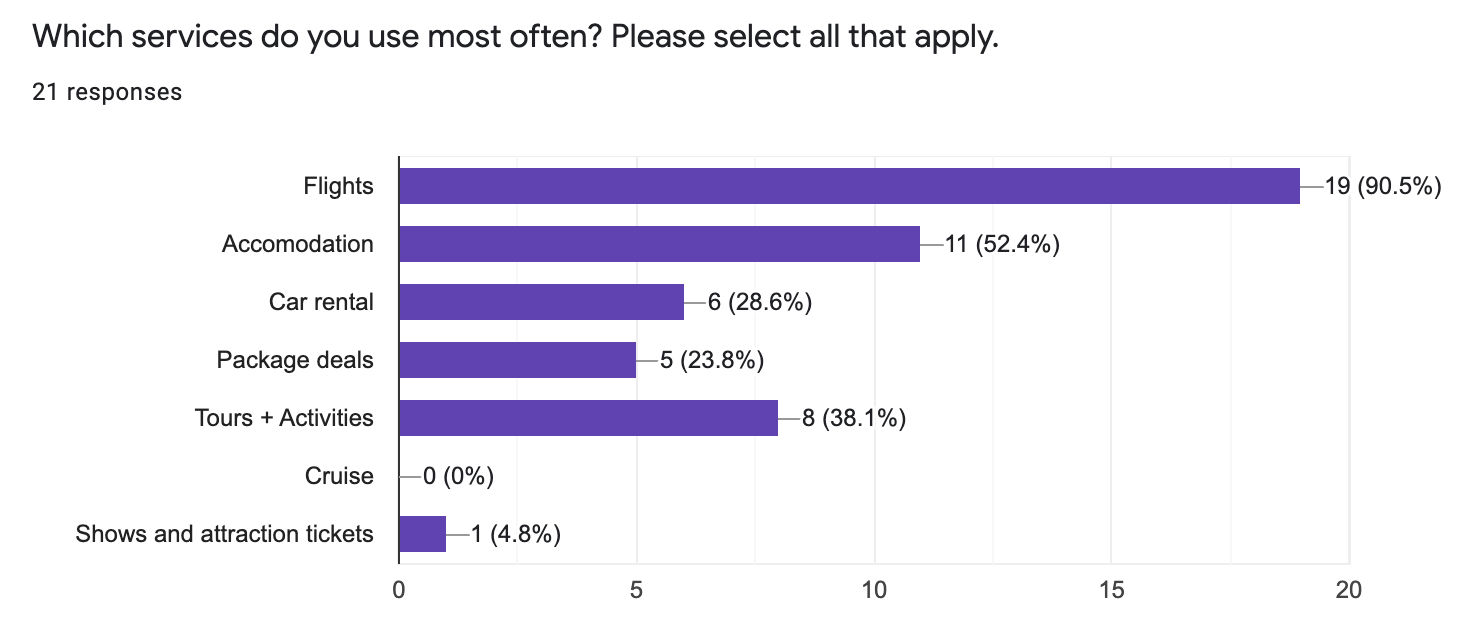 Which services do you use most often? Please select all that apply.
21 responses
Flights 19 (90.5%)
Accomodation 11 (52.4%)
Car rental 6 (28.6%)
Package deals 5 (23.8%)
Tours + Activities 8 (38.1%)
Cruise 0 (0%)
Shows and attraction tickets 1 (4.8%)
0 5 10 15 20